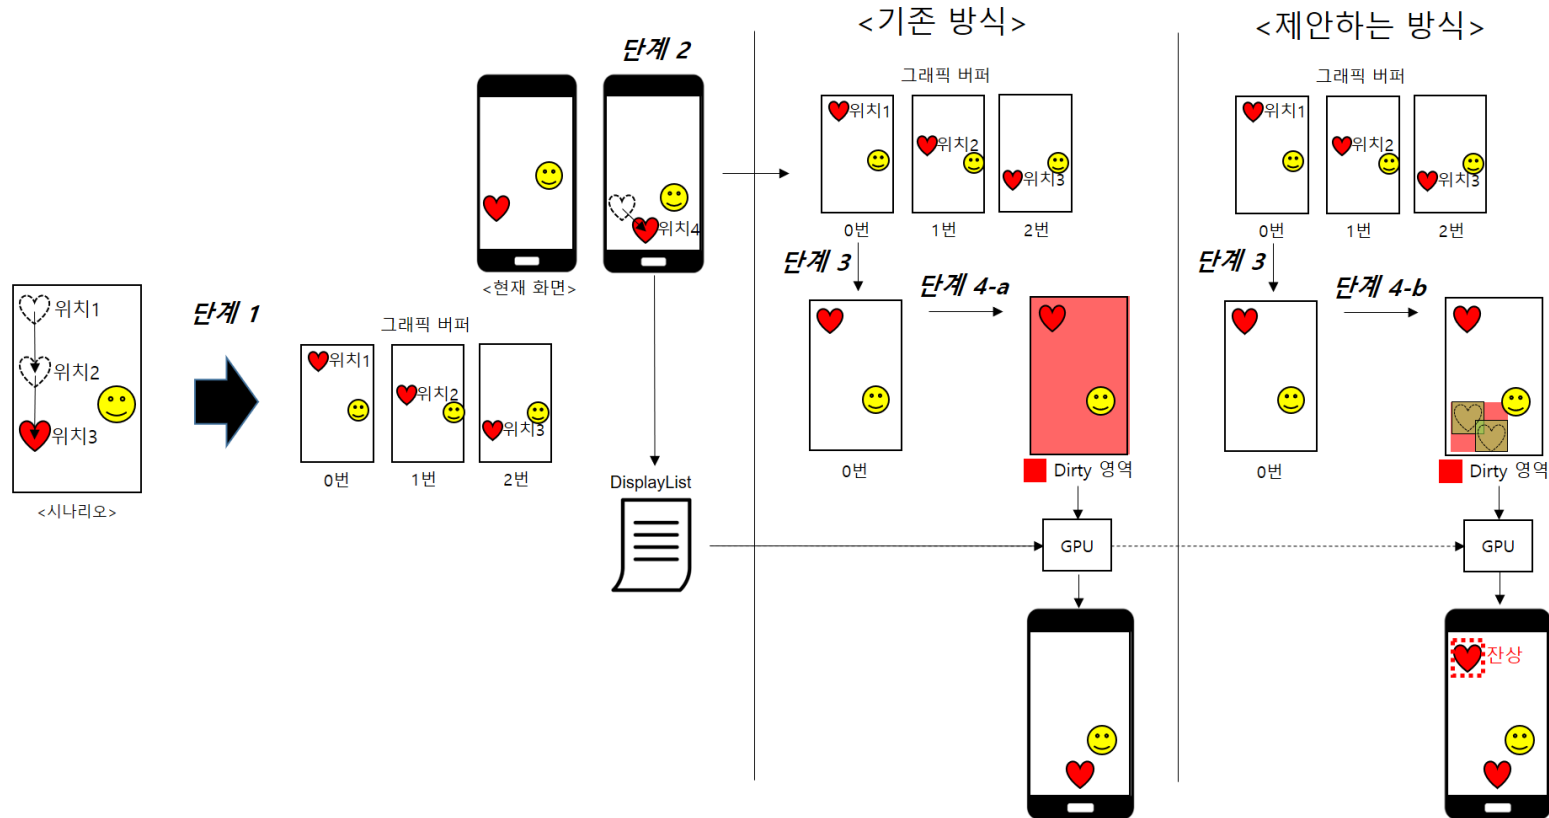 <시나리오>
위치1
위치2
위치3
단계 1
그래픽 버퍼
위치1
위치2
위치3
0번
1번
2번
단계 2
<현재 화면>
위치4
DisplayList
<기존 방식>
그래픽 버퍼
위치1
위치2
위치3
0번
1번
2번
단계 3
단계 4-a
0번
Dirty 영역
GPU
<제안하는 방식>
그래픽 버퍼
위치1
위치2
위치3
0번
1번
2번
단계 3
단계 4-b
0번
Dirty 영역
GPU
잔상